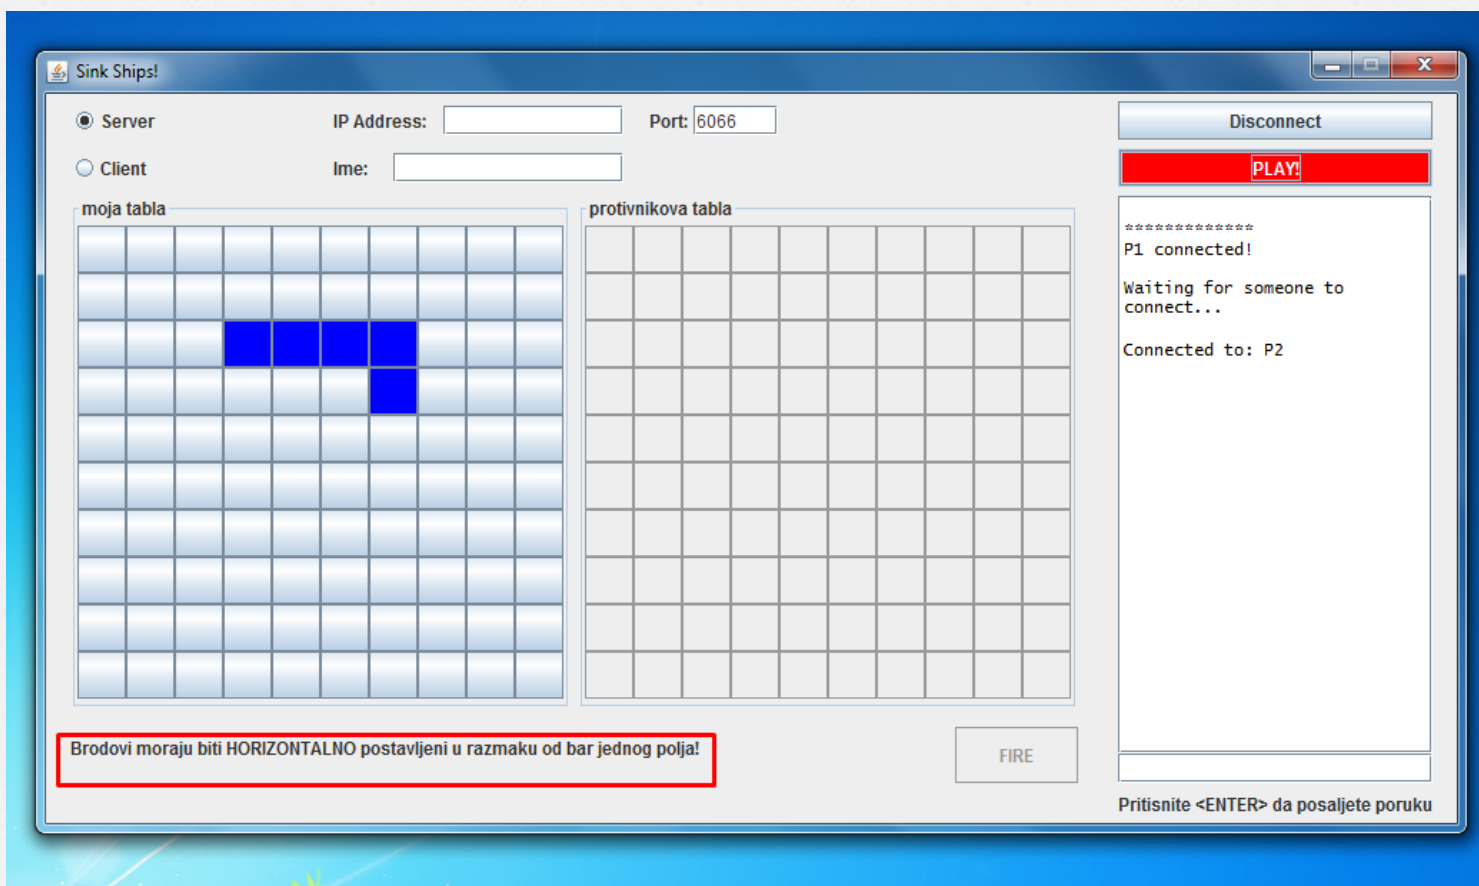 Sink Ships!
Server
IP Address:
Port: 6066
Disconnect
Client
Ime:
PLAY!
moja tabla
protivnikova tabla
*************
P1 connected!
Waiting for someone to
connect...
Connected to: P2
Brodovi moraju biti HORIZONTALNO postavljeni u razmaku od bar jednog polja!
FIRE
Pritisnite <ENTER> da posaljete poruku